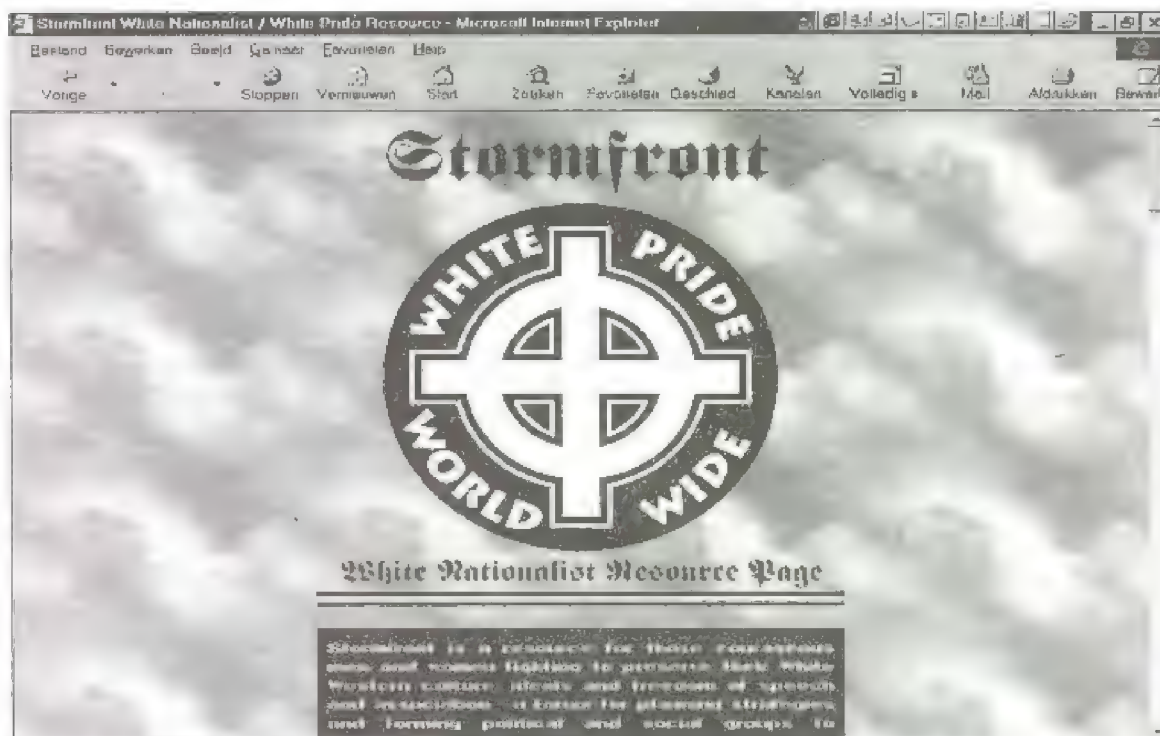 Stormfront White Nationalist / White Pride Resource - Microsoft Internet Explorer
Bestand Bewerken Beeld Ga naar Favorieten Help
Vorige Stoppen Vernieuwen Start Zoeken Favorieten Geschied. Kanalen Volledig s Mail Afdrukken Bewerk
Stormfront
WHITE PRIDE
WORLD WIDE
White Nationalist Resource Page
Stormfront is a resource for those courageous
men and women fighting to preserve their White
Western culture, ideals and freedom of speech
and association - a forum for planning strategies
and forming political and social groups to